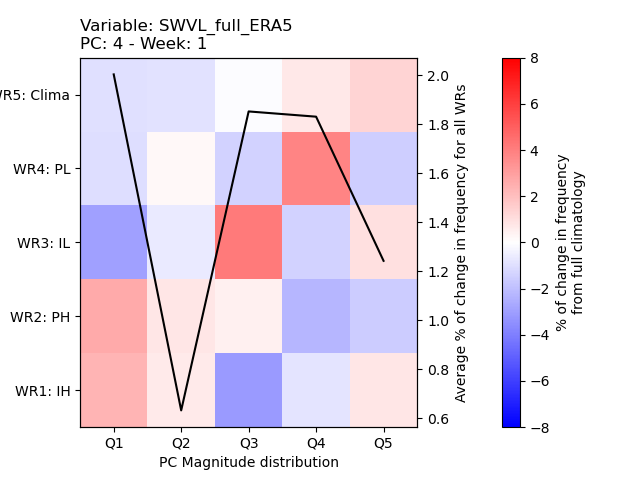 Variable: SWVL_full_ERA5
PC: 4 - Week: 1
WR5: Clima
WR4: PL
WR3: IL
WR2: PH
WR1: IH
Q1 Q2 Q3 Q4 Q5
PC Magnitude distribution
2.0
1.8
1.6
1.4
1.2
1.0
0.8
0.6
Average % of change in frequency for all WRs
8
6
4
2
0
−2
−4
−6
−8
% of change in frequency
from full climatology